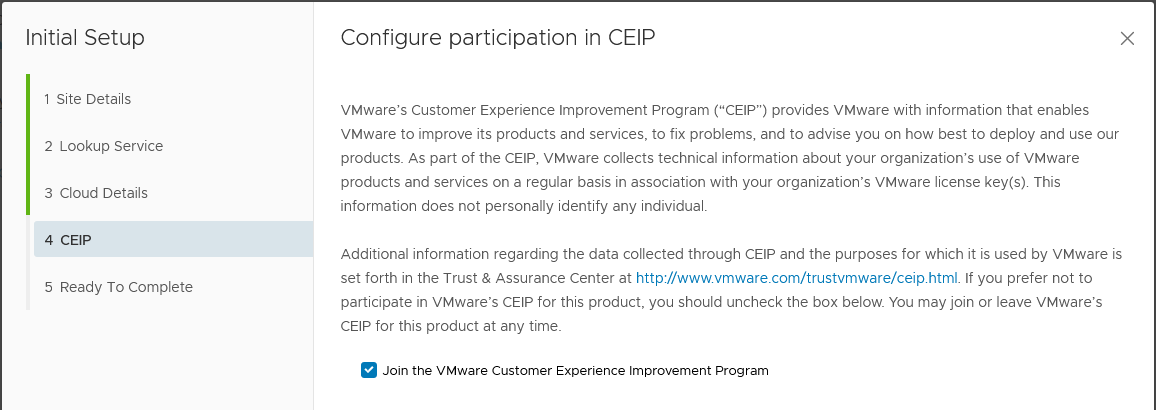 Initial Setup
1 Site Details
2 Lookup Service
3 Cloud Details
4 CEIP
5 Ready To Complete
Configure participation in CEIP
VMware’s Customer Experience Improvement Program (“CEIP”) provides VMware with information that enables
VMware to improve its products and services, to fix problems, and to advise you on how best to deploy and use our
products. As part of the CEIP, VMware collects technical information about your organization’s use of VMware
products and services on a regular basis in association with your organization’s VMware license key(s). This
information does not personally identify any individual.
Additional information regarding the data collected through CEIP and the purposes for which it is used by VMware is
set forth in the Trust & Assurance Center at http://www.vmware.com/trustvmware/ceip.html. If you prefer not to
participate in VMware’s CEIP for this product, you should uncheck the box below. You may join or leave VMware’s
CEIP for this product at any time.
Join the VMware Customer Experience Improvement Program